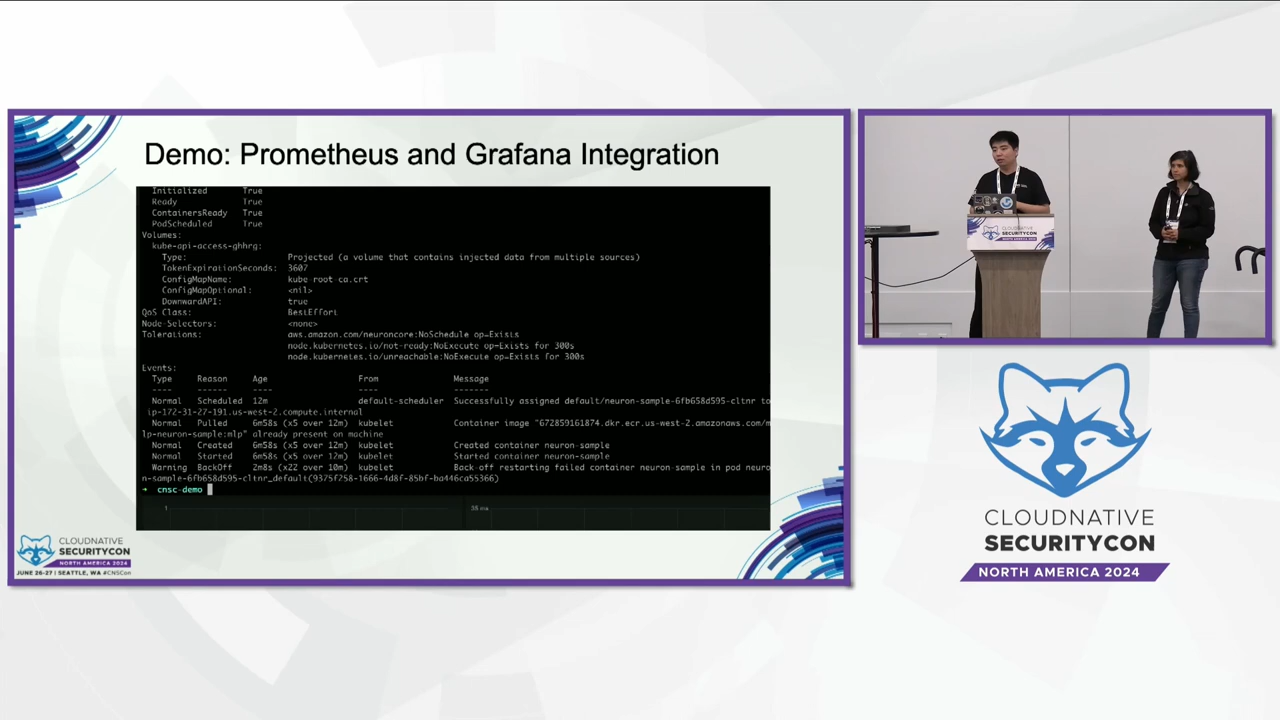 Demo: Prometheus and Grafana Integration
Initialized True
Ready True
ContainersReady True
PodScheduled True
Volumes:
kube-api-access-ghhrg:
Type: Projected (a volume that contains injected data from multiple sources)
TokenExpirationSeconds: 3607
ConfigMapName: kube-root-ca.crt
ConfigMapOptional: <nil>
DownwardAPI: true
QoS Class: BestEffort
Node-Selectors: <none>
Tolerations: aws.amazon.com/neuroncore:NoSchedule op=Exists
node.kubernetes.io/not-ready:NoExecute op=Exists for 300s
node.kubernetes.io/unreachable:NoExecute op=Exists for 300s
Events:
Type Reason Age From Message
---- ------ ---- ---- -------
Normal Scheduled 12m default-scheduler Successfully assigned default/neuron-sample-6fb658d595-cltnr to
ip-172-31-27-191.us-west-2.compute.internal
Normal Pulled 6m58s (x5 over 12m) kubelet Container image "672859161874.dkr.ecr.us-west-2.amazonaws.com/m
lp-neuron-sample:mlp" already present on machine
Normal Created 6m58s (x5 over 12m) kubelet Created container neuron-sample
Normal Started 6m58s (x5 over 12m) kubelet Started container neuron-sample
Warning BackOff 2m8s (x22 over 10m) kubelet Back-off restarting failed container neuron-sample in pod neuro
n-sample-6fb658d595-cltnr_default(9375f258-1666-4d8f-85bf-ba446ca55366)
→ cnsc-demo
1
35 ms
CLOUDNATIVE
SECURITYCON
NORTH AMERICA 2024
JUNE 26-27 | SEATTLE, WA #CNSCon
CLOUDNATIVE
SECURITYCON
CLOUDNATIVE
SECURITYCON
NORTH AMERICA 2024